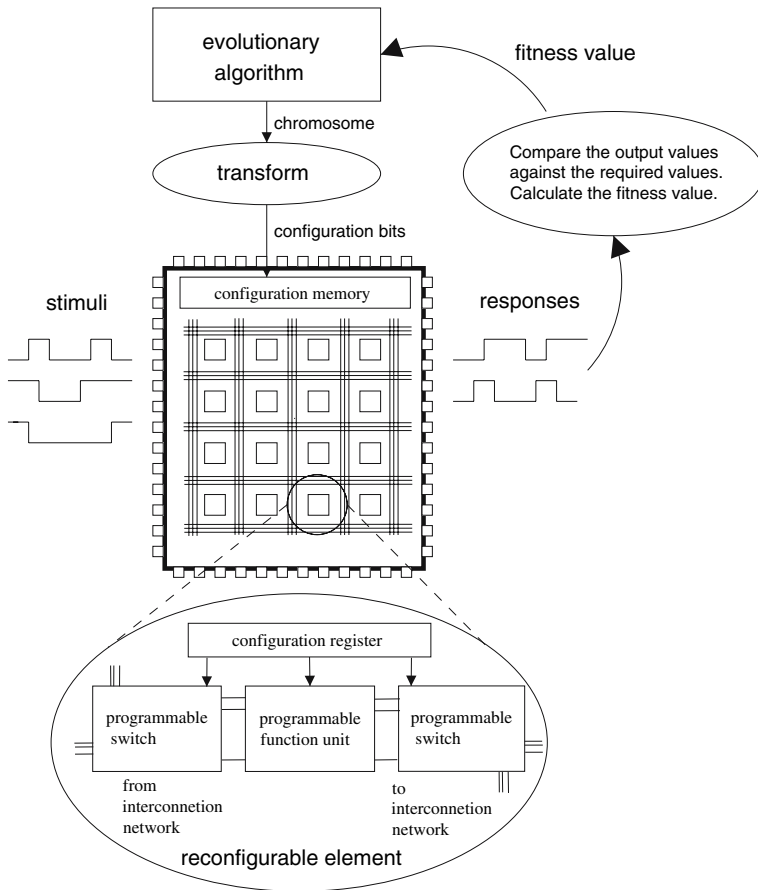 evolutionary
algorithm
fitness value
chromosome
Compare the output values
against the required values.
Calculate the fitness value.
transform
configuration bits
stimuli
configuration memory
responses
configuration register
programmable
switch
programmable
function unit
programmable
switch
from
interconnetion
network
to
interconnetion
network
reconfigurable element